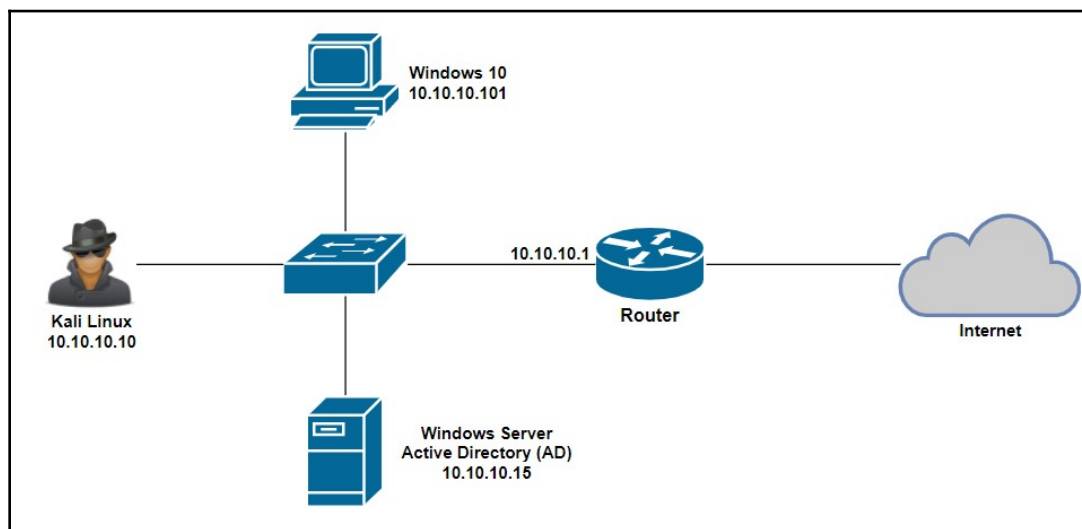 Windows 10
10.10.10.101
10.10.10.1
Kali Linux
10.10.10.10
Router
Internet
Windows Server
Active Directory (AD)
10.10.10.15